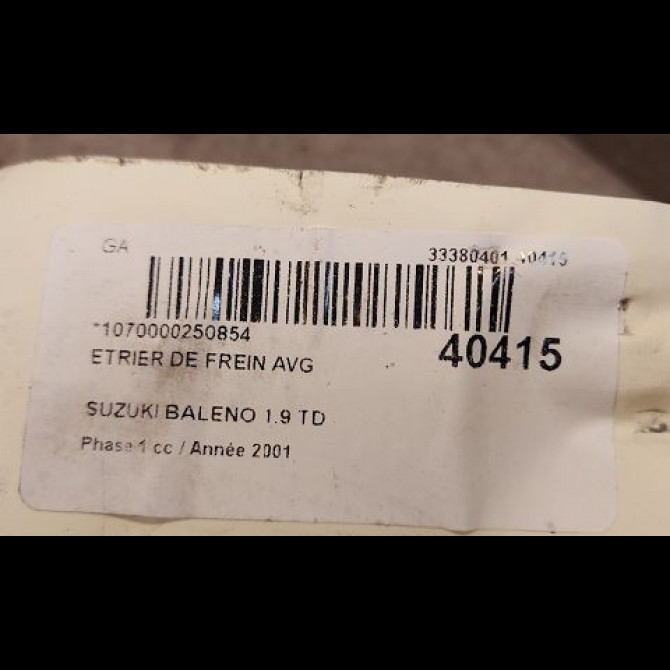 GA 33380401 40415
*1070000250854 40415
ETRIER DE FREIN AVG
SUZUKI BALENO 1.9 TD
Phase 1 cc / Année 2001